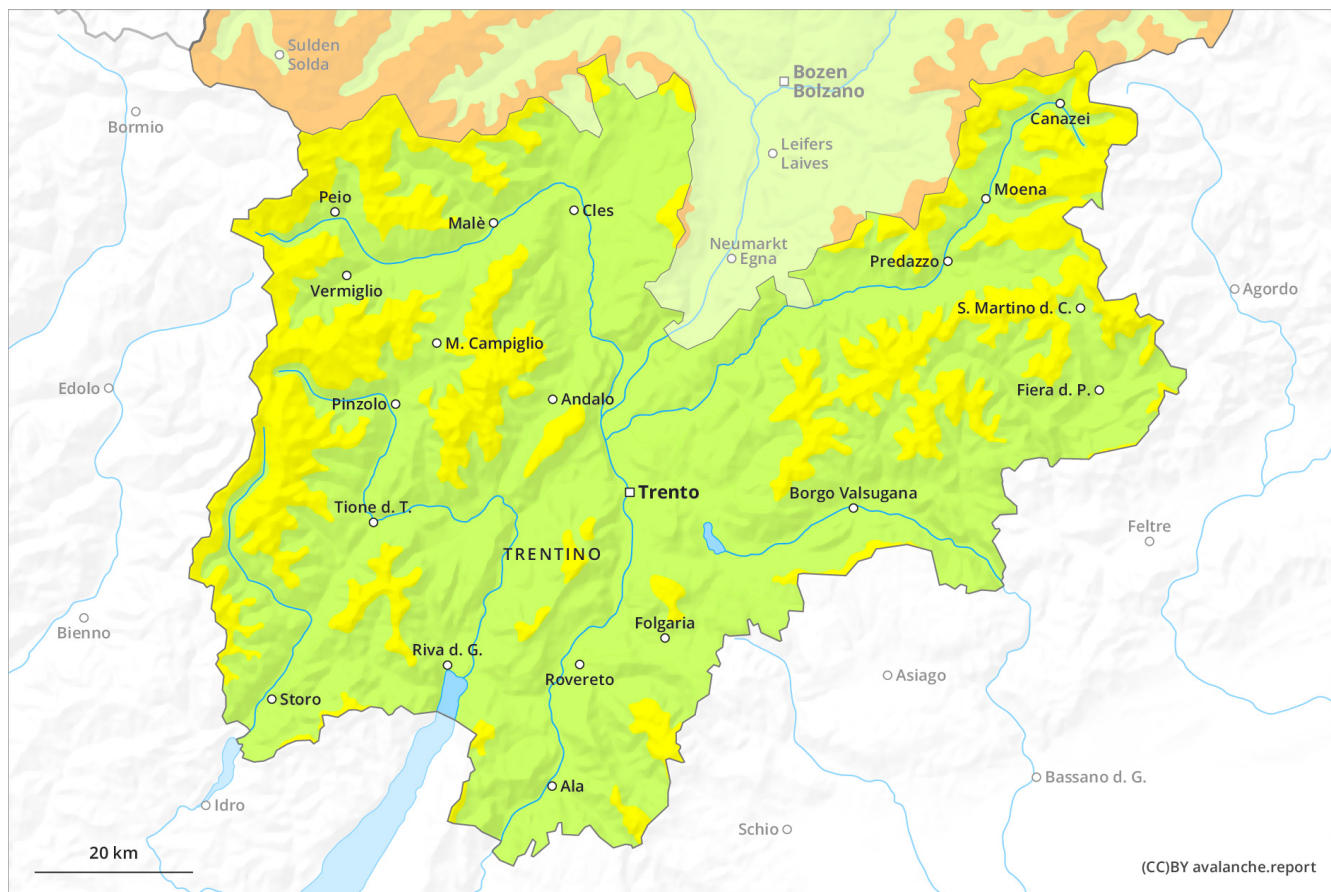 Sulden
Solda
Bormio
Bozen
Bolzano
Canazei
Leifers
Laives
Moena
Peio
Malè
Cles
Neumarkt
Egna
Predazzo
Vermiglio
Agordo
S. Martino d. C.
M. Campiglio
Edolo
Pinzolo
Andalo
Fiera d. P.
Trento
Borgo Valsugana
Tione d. T.
Feltre
TRENTINO
Bienno
Folgaria
Riva d. G.
Rovereto
Asiago
Storo
Ala
Bassano d. G.
Idro
Schio
20 km
(CC)BY avalanche.report